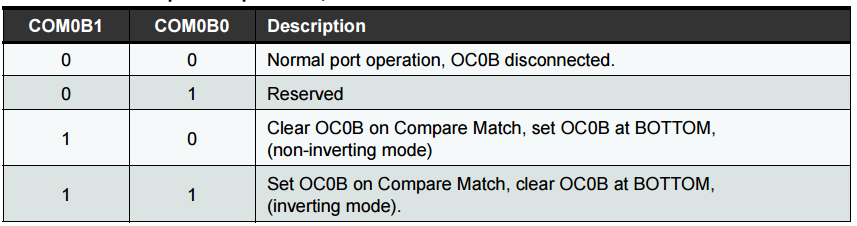 COM0B1 COM0B0 Description
0 0 Normal port operation, OC0B disconnected.
0 1 Reserved
1 0 Clear OC0B on Compare Match, set OC0B at BOTTOM,
(non-inverting mode)
1 1 Set OC0B on Compare Match, clear OC0B at BOTTOM,
(inverting mode).